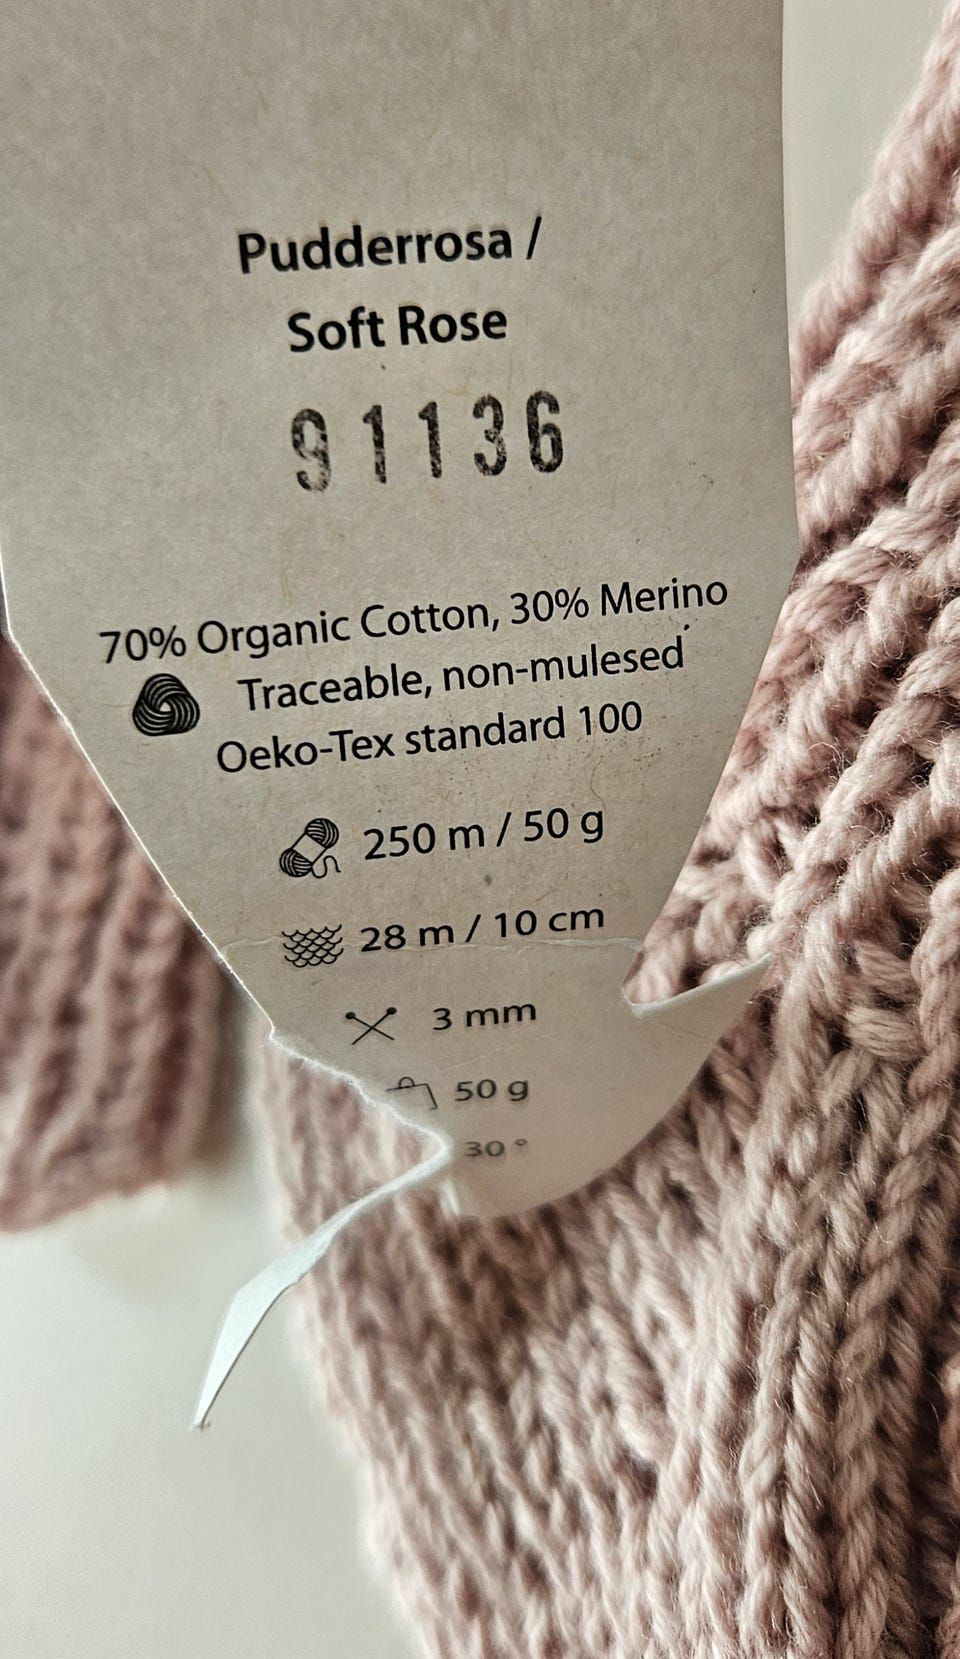 Pudderrosa /
Soft Rose
91136
70% Organic Cotton, 30% Merino
Traceable, non-mulesed
Oeko-Tex standard 100
250 m / 50 g
28 m / 10 cm
3 mm
50 g
30 °